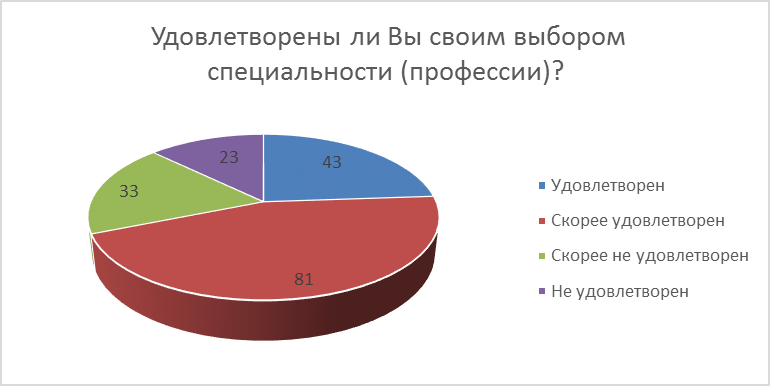 Удовлетворены ли Вы своим выбором
специальности (профессии)?
23
43
33
81
Удовлетворен
Скорее удовлетворен
Скорее не удовлетворен
Не удовлетворен